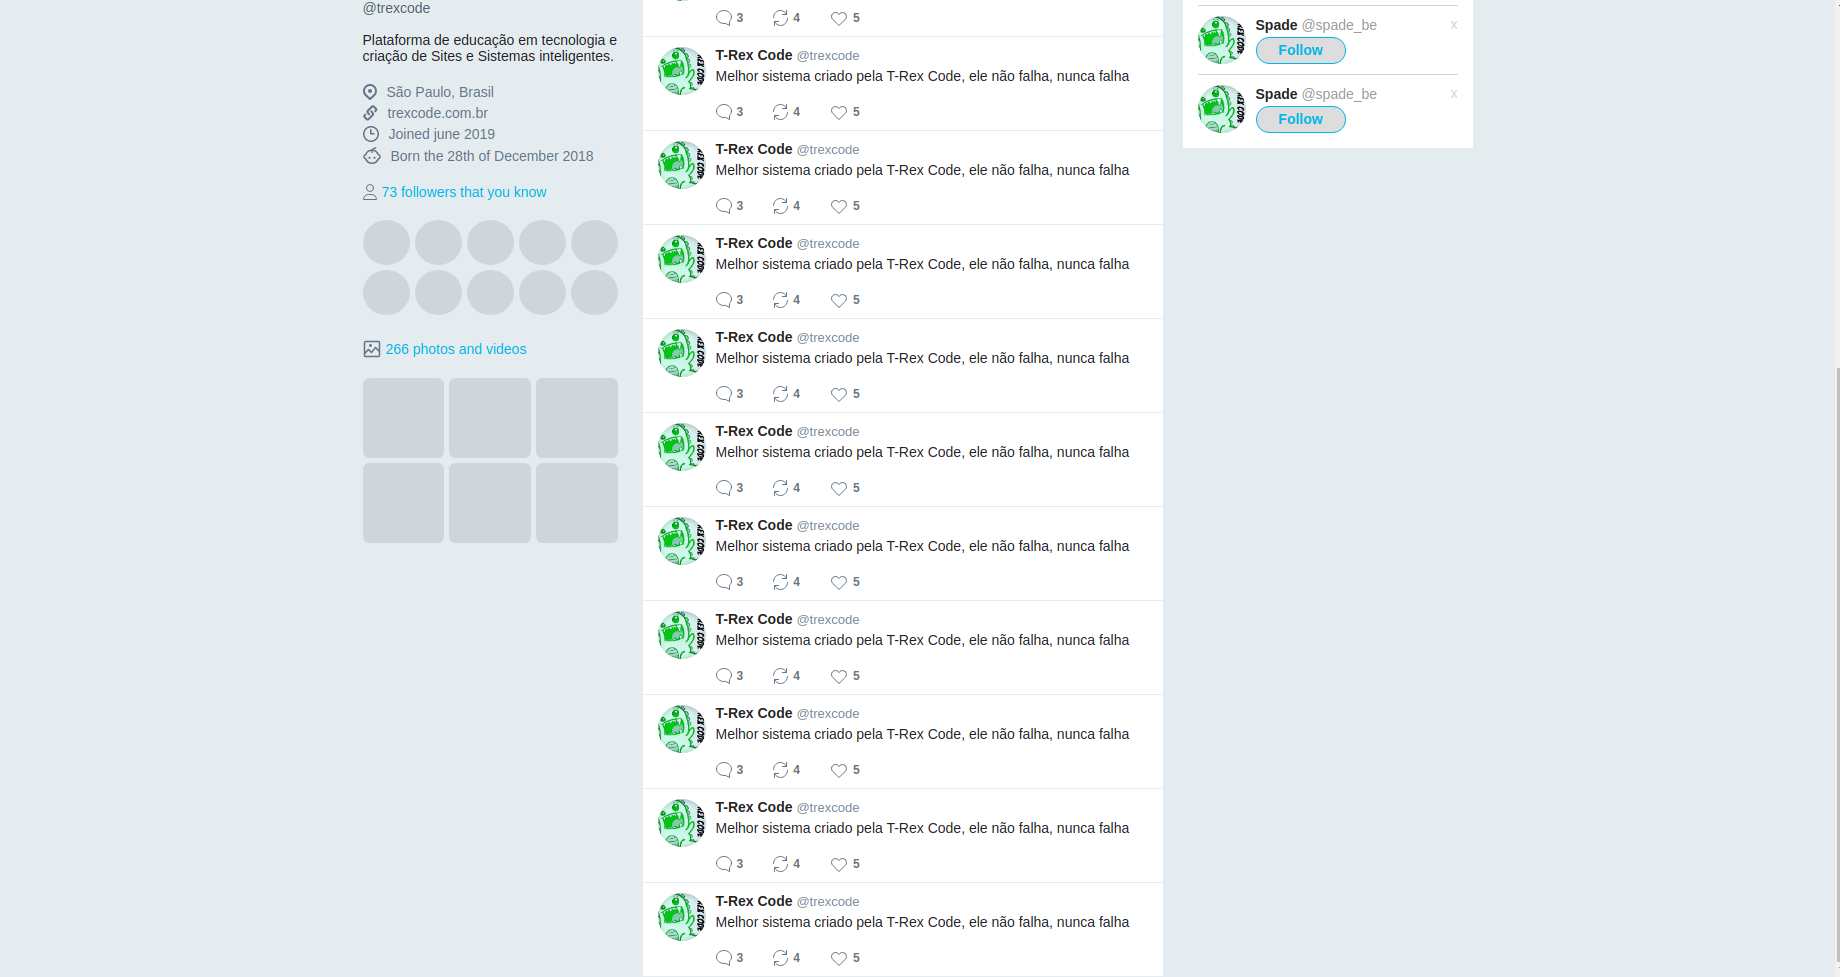 @trexcode
Plataforma de educação em tecnologia e
criação de Sites e Sistemas inteligentes.
São Paulo, Brasil
trexcode.com.br
Joined june 2019
Born the 28th of December 2018
73 followers that you know
266 photos and videos
3 4 5
T-Rex Code @trexcode
Melhor sistema criado pela T-Rex Code, ele não falha, nunca falha
3 4 5
T-Rex Code @trexcode
Melhor sistema criado pela T-Rex Code, ele não falha, nunca falha
3 4 5
T-Rex Code @trexcode
Melhor sistema criado pela T-Rex Code, ele não falha, nunca falha
3 4 5
T-Rex Code @trexcode
Melhor sistema criado pela T-Rex Code, ele não falha, nunca falha
3 4 5
T-Rex Code @trexcode
Melhor sistema criado pela T-Rex Code, ele não falha, nunca falha
3 4 5
T-Rex Code @trexcode
Melhor sistema criado pela T-Rex Code, ele não falha, nunca falha
3 4 5
T-Rex Code @trexcode
Melhor sistema criado pela T-Rex Code, ele não falha, nunca falha
3 4 5
T-Rex Code @trexcode
Melhor sistema criado pela T-Rex Code, ele não falha, nunca falha
3 4 5
T-Rex Code @trexcode
Melhor sistema criado pela T-Rex Code, ele não falha, nunca falha
3 4 5
T-Rex Code @trexcode
Melhor sistema criado pela T-Rex Code, ele não falha, nunca falha
3 4 5
Spade @spade_be x
Follow
Spade @spade_be x
Follow